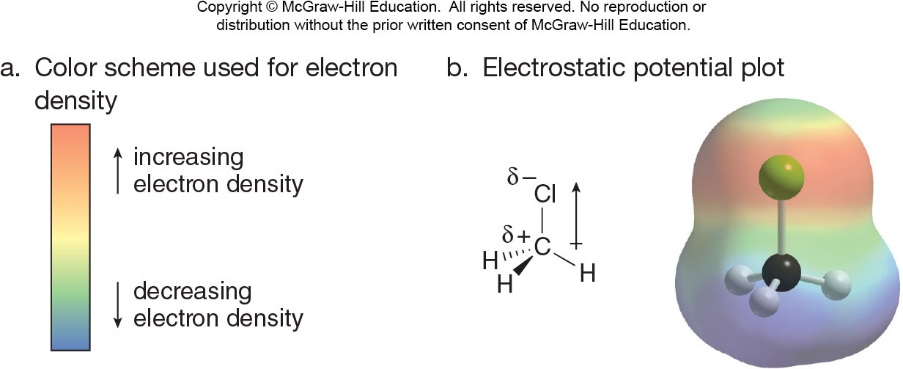 Copyright © McGraw-Hill Education. All rights reserved. No reproduction or
distribution without the prior written consent of McGraw-Hill Education.
a. Color scheme used for electron
density
increasing
electron density
decreasing
electron density
b. Electrostatic potential plot
δ−
Cl
δ+
C
H
H
H